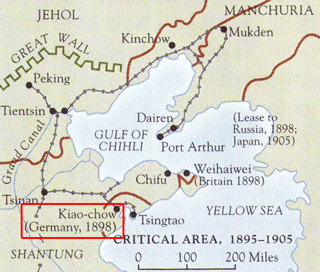 JEHOL
MANCHURIA
GREAT WALL
Kinchow
Mukden
Peking
Tientsin
Dairen
(Lease to
Russia, 1898;
Japan, 1905)
Grand Canal
GULF OF
CHIHLI
Port Arthur
Chifu
Weihaiwei
(Britain 1898)
Tsinan
Kiao-chow
(Germany, 1898)
Tsingtao
YELLOW SEA
SHANTUNG
CRITICAL AREA, 1895–1905
0 100 200 Miles